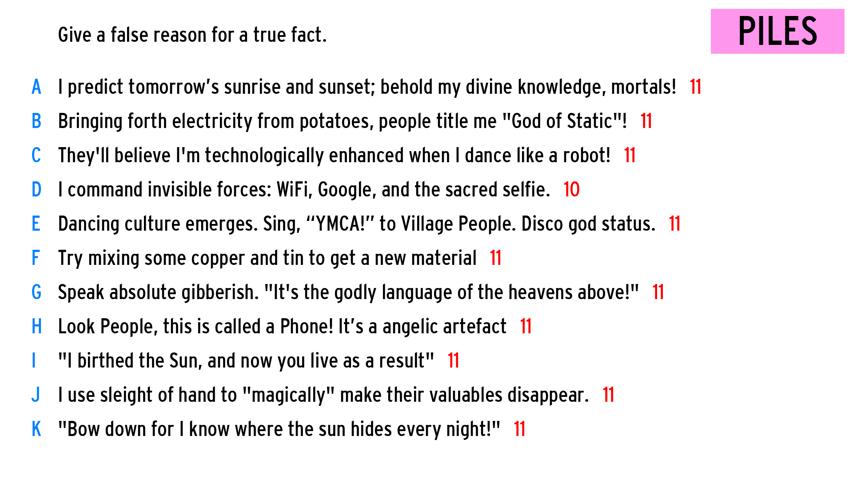 Give a false reason for a true fact.
PILES
A I predict tomorrow's sunrise and sunset; behold my divine knowledge, mortals! 11
B Bringing forth electricity from potatoes, people title me "God of Static"! 11
C They'll believe I'm technologically enhanced when I dance like a robot! 11
D I command invisible forces: WiFi, Google, and the sacred selfie. 10
E Dancing culture emerges. Sing, “YMCA!” to Village People. Disco god status. 11
F Try mixing some copper and tin to get a new material 11
G Speak absolute gibberish. "It's the godly language of the heavens above!" 11
H Look People, this is called a Phone! It’s a angelic artefact 11
I "I birthed the Sun, and now you live as a result" 11
J I use sleight of hand to "magically" make their valuables disappear. 11
K "Bow down for I know where the sun hides every night!" 11